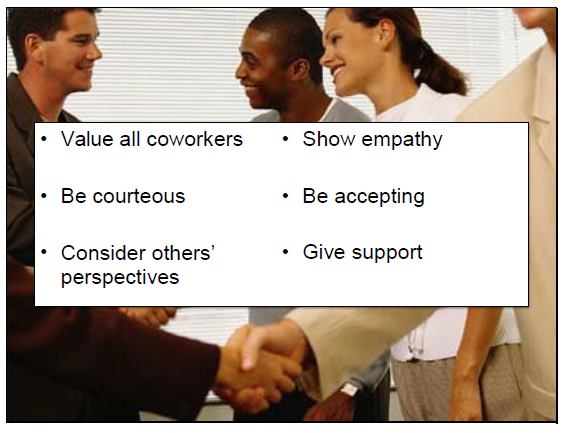 • Value all coworkers
• Be courteous
• Consider others’
perspectives
• Show empathy
• Be accepting
• Give support